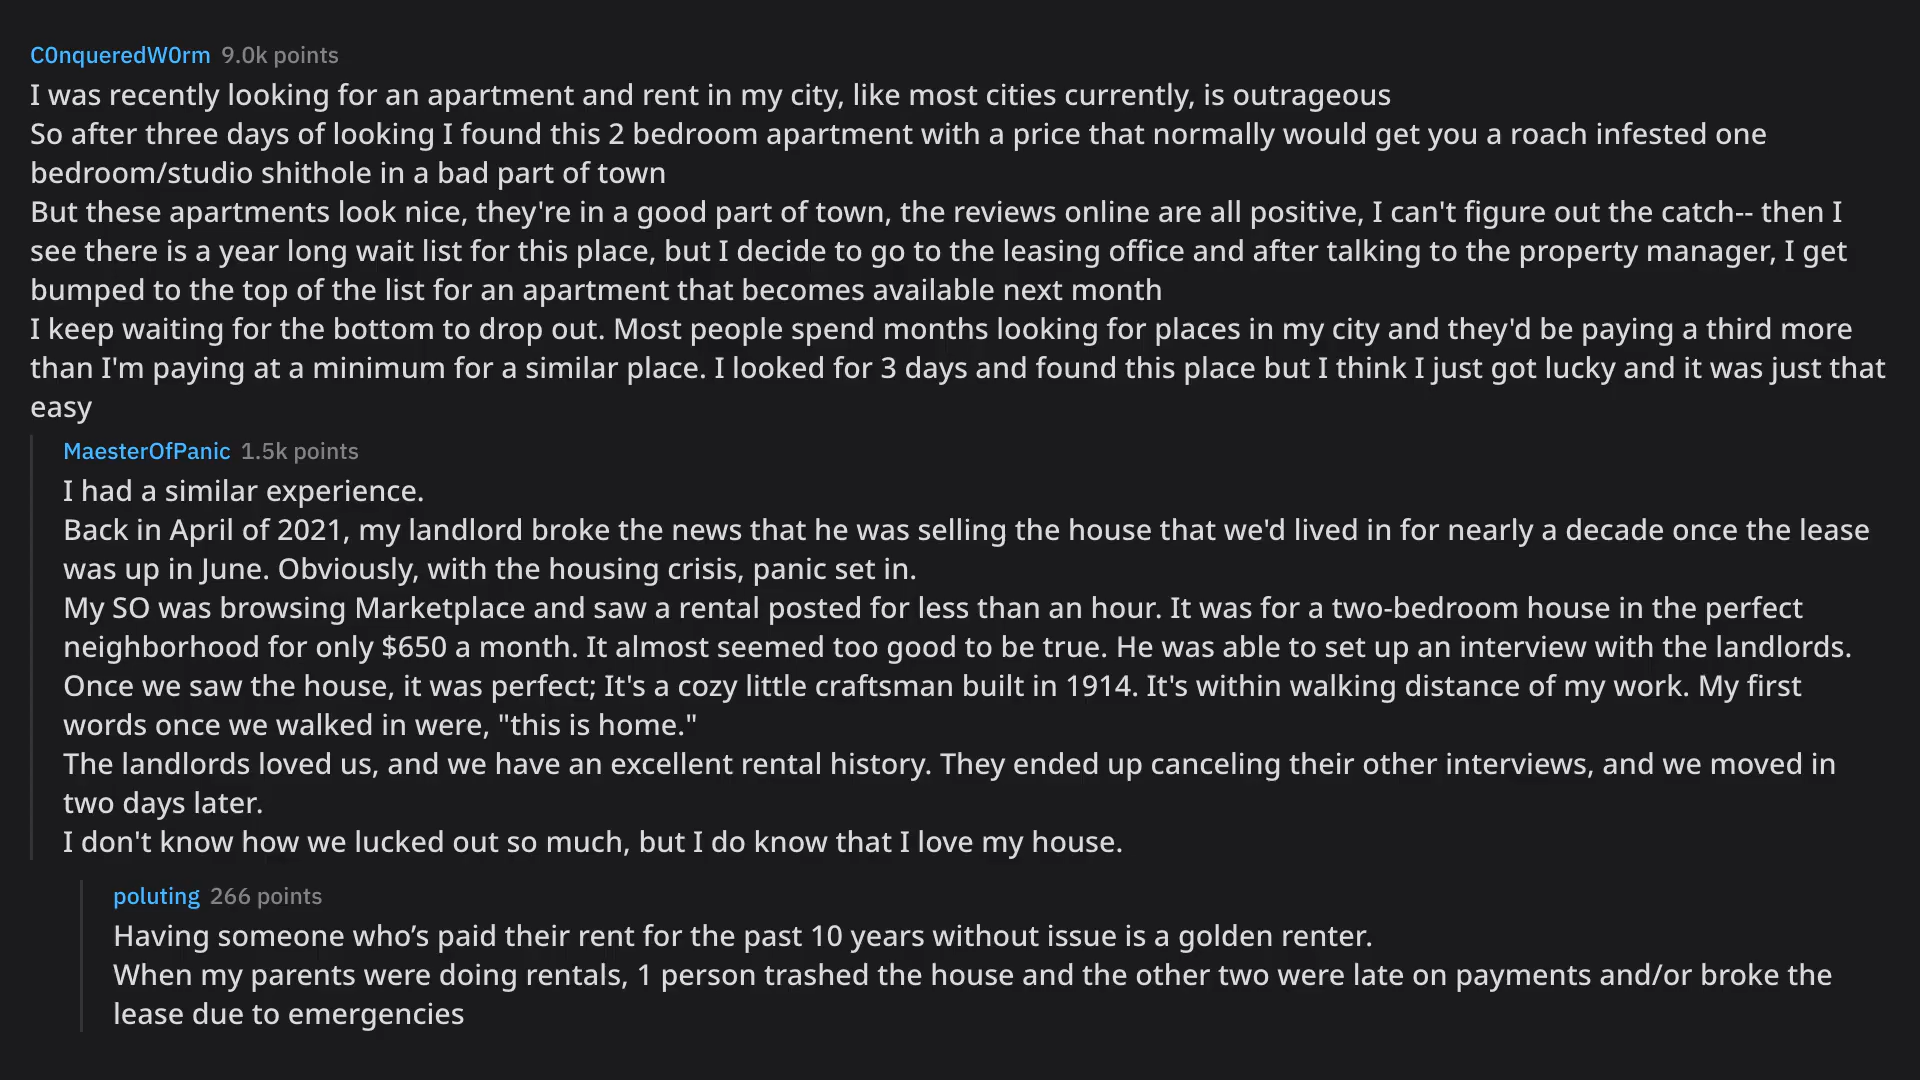 C0nqueredW0rm 9.0k points
I was recently looking for an apartment and rent in my city, like most cities currently, is outrageous
So after three days of looking I found this 2 bedroom apartment with a price that normally would get you a roach infested one
bedroom/studio shithole in a bad part of town
But these apartments look nice, they're in a good part of town, the reviews online are all positive, I can't figure out the catch-- then I
see there is a year long wait list for this place, but I decide to go to the leasing office and after talking to the property manager, I get
bumped to the top of the list for an apartment that becomes available next month
I keep waiting for the bottom to drop out. Most people spend months looking for places in my city and they'd be paying a third more
than I'm paying at a minimum for a similar place. I looked for 3 days and found this place but I think I just got lucky and it was just that
easy
MaesterOfPanic 1.5k points
I had a similar experience.
Back in April of 2021, my landlord broke the news that he was selling the house that we'd lived in for nearly a decade once the lease
was up in June. Obviously, with the housing crisis, panic set in.
My SO was browsing Marketplace and saw a rental posted for less than an hour. It was for a two-bedroom house in the perfect
neighborhood for only $650 a month. It almost seemed too good to be true. He was able to set up an interview with the landlords.
Once we saw the house, it was perfect; It's a cozy little craftsman built in 1914. It's within walking distance of my work. My first
words once we walked in were, "this is home."
The landlords loved us, and we have an excellent rental history. They ended up canceling their other interviews, and we moved in
two days later.
I don't know how we lucked out so much, but I do know that I love my house.
poluting 266 points
Having someone who’s paid their rent for the past 10 years without issue is a golden renter.
When my parents were doing rentals, 1 person trashed the house and the other two were late on payments and/or broke the
lease due to emergencies